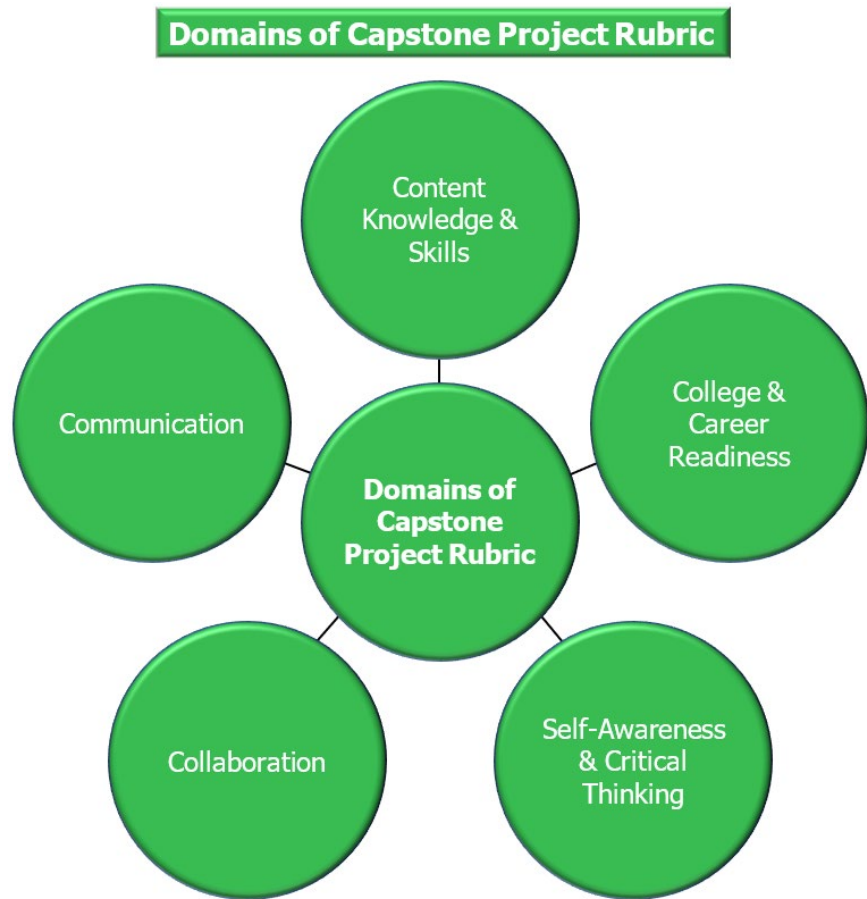 Domains of Capstone Project Rubric
Content
Knowledge &
Skills
College &
Career
Readiness
Self-Awareness
& Critical
Thinking
Collaboration
Communication
Domains of
Capstone
Project Rubric